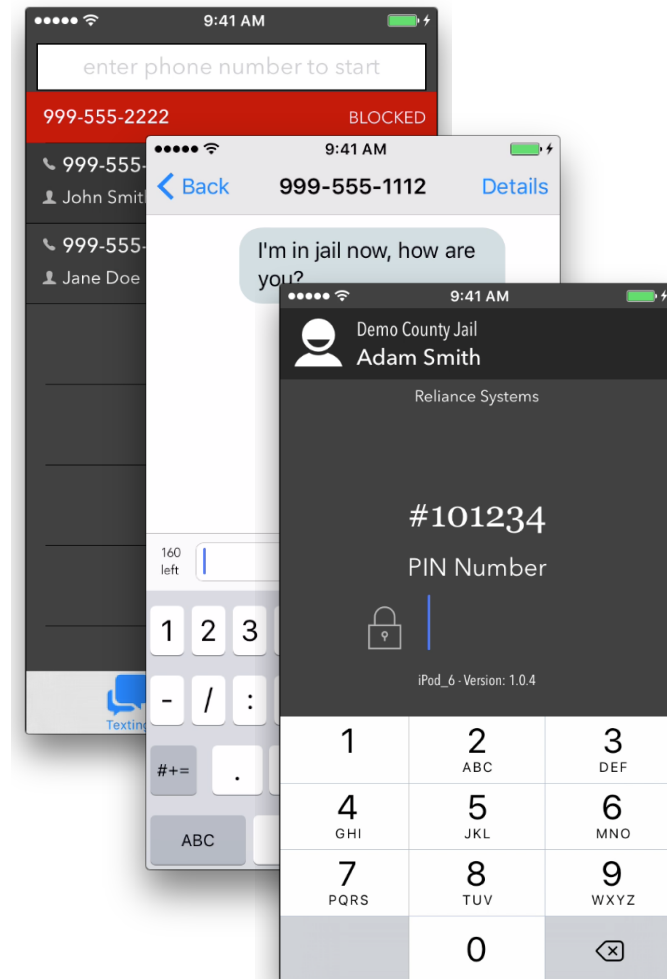 9:41 AM
enter phone number to start
999-555-2222 BLOCKED
999-555-
John Smit
999-555-
Jane Doe
Texting
9:41 AM
Back 999-555-1112 Details
I'm in jail now, how are
you?
160
left
1 2 3
- / :
#+= .
ABC
9:41 AM
Demo County Jail
Adam Smith
Reliance Systems
#101234
PIN Number
iPod_6 - Version: 1.0.4
1 2 3
ABC DEF
4 5 6
GHI JKL MNO
7 8 9
PQRS TUV WXYZ
0